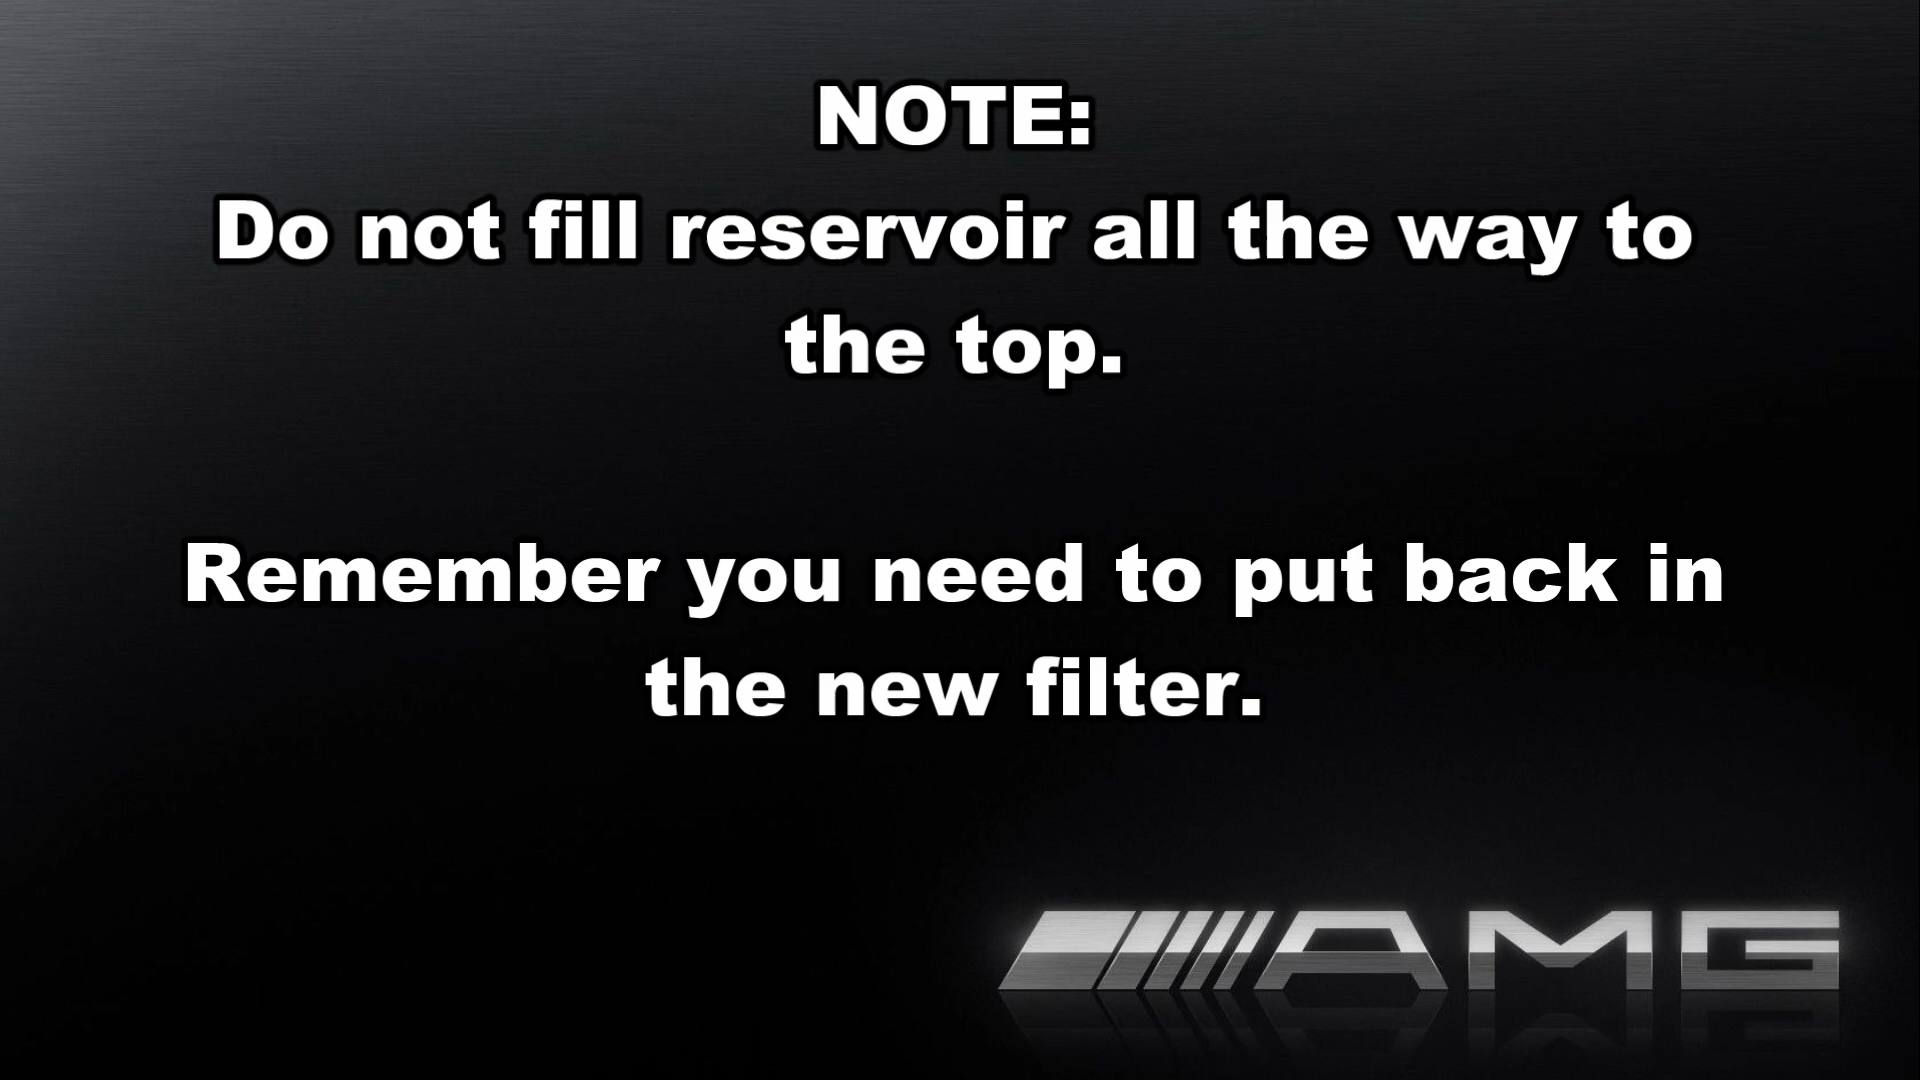 NOTE:
Do not fill reservoir all the way to
the top.
Remember you need to put back in
the new filter.
AMG